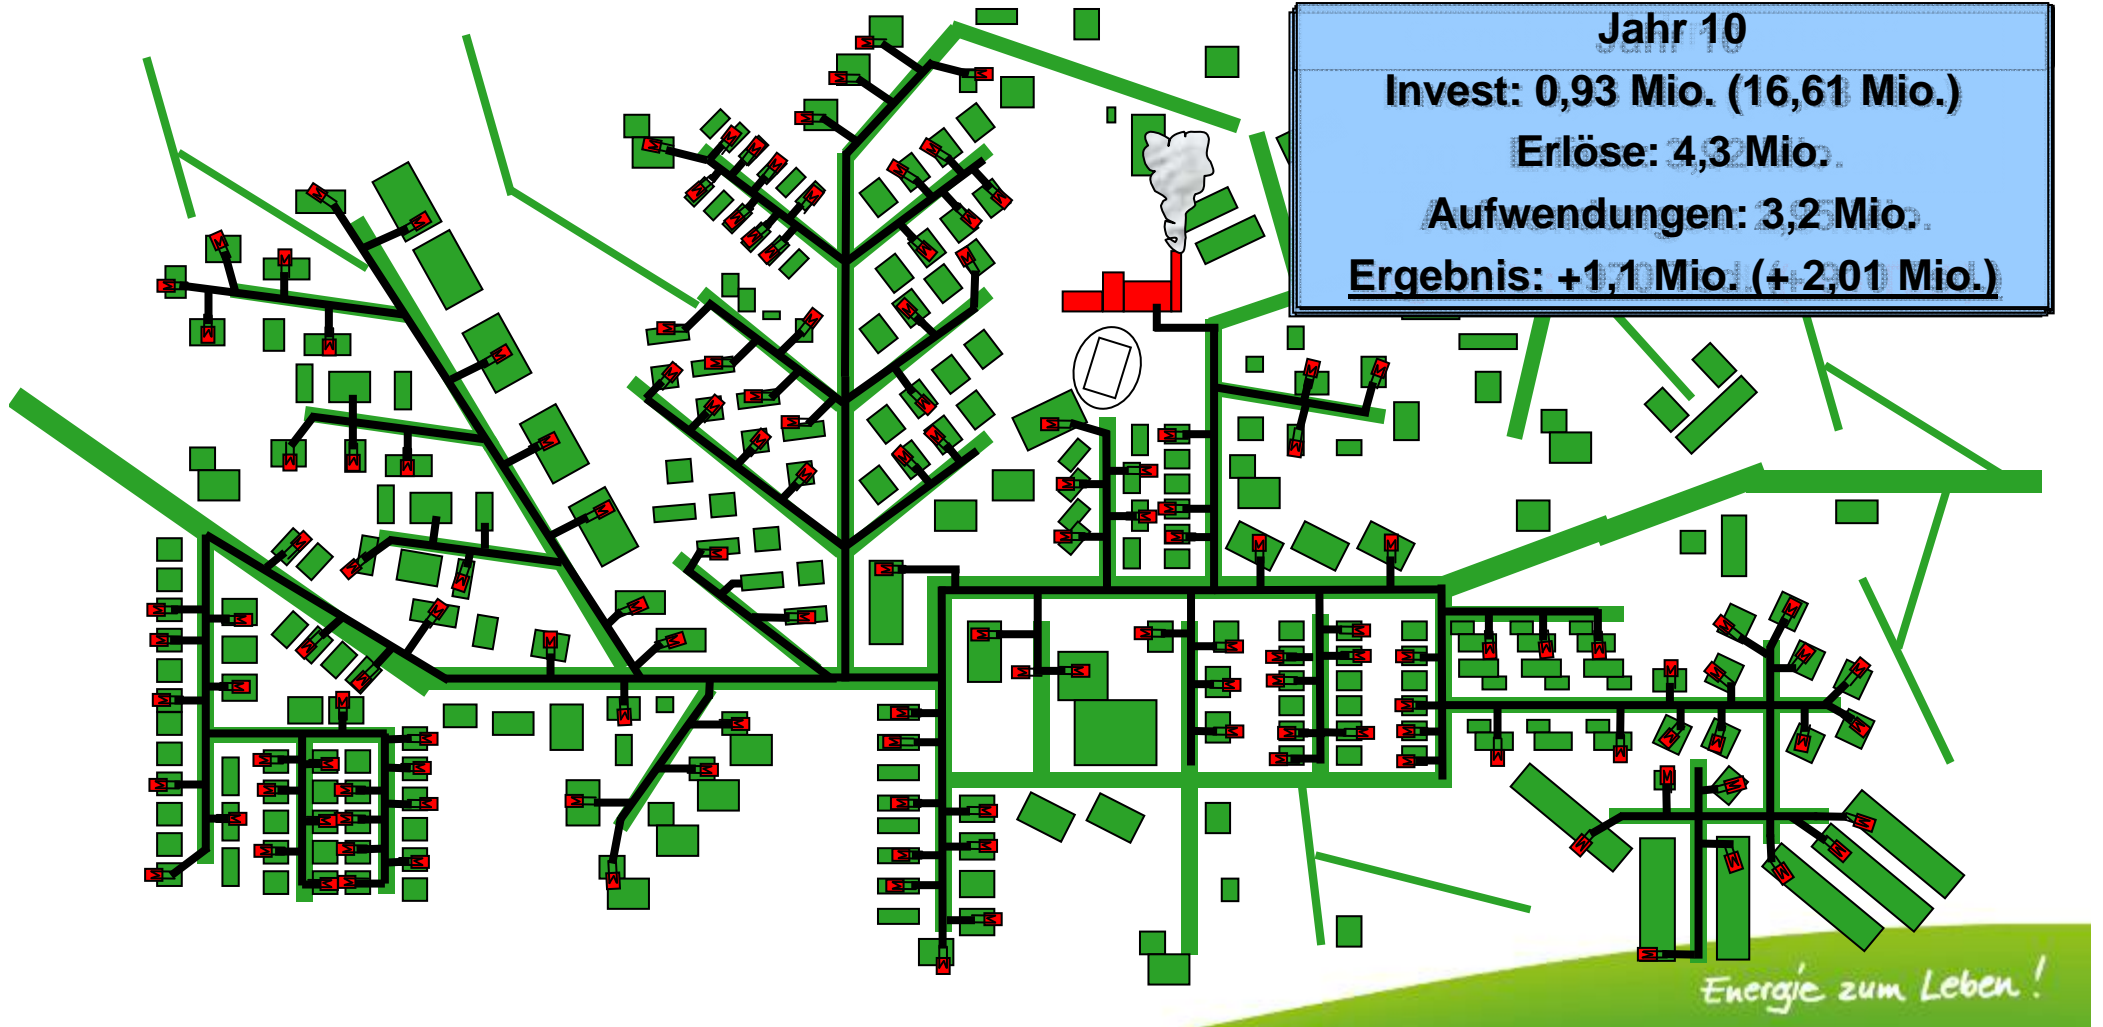 Jahr 10
Invest: 0,93 Mio. (16,61 Mio.)
Erlöse: 4,3 Mio.
Aufwendungen: 3,2 Mio.
Ergebnis: +1,1 Mio. (+ 2,01 Mio.)
Energie zum Leben!